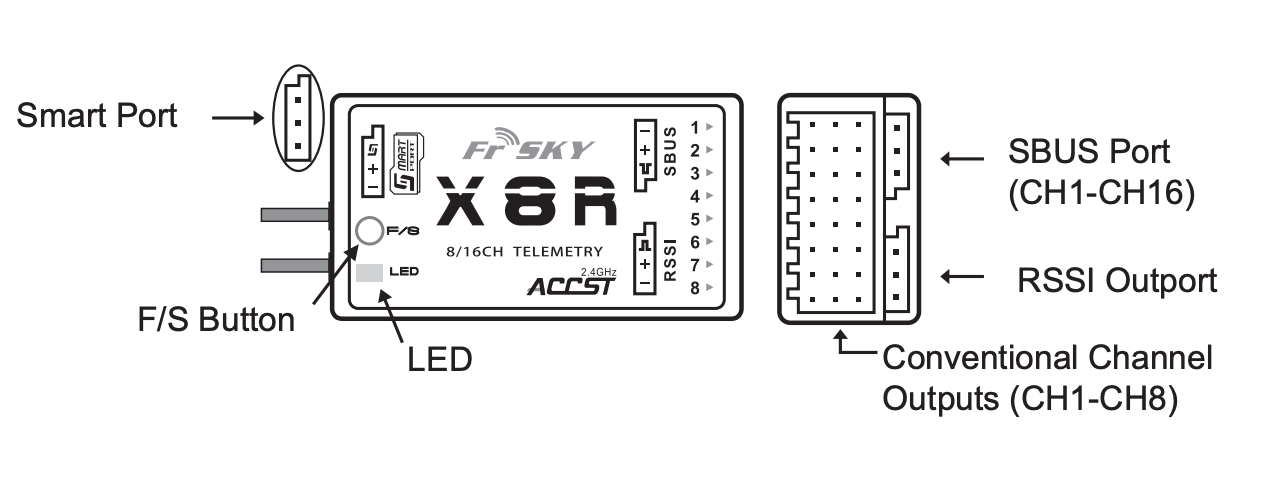 Smart Port
SMART
PORT
− +
F/S
LED
F/S Button
LED
FrSKY
X8R
8/16CH TELEMETRY
2.4GHz
ACCST
− +
SBUS
+ −
RSSI
1
2
3
4
5
6
7
8
SBUS Port
(CH1-CH16)
RSSI Outport
Conventional Channel
Outputs (CH1-CH8)